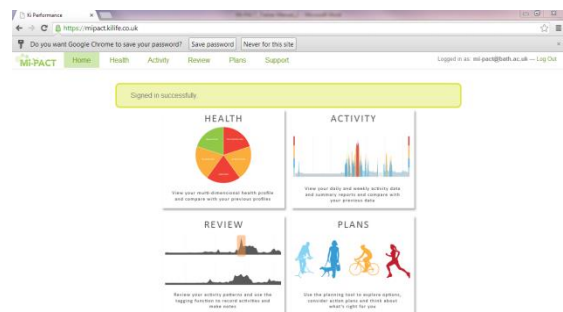 Ki Performance
https://mipact.kilife.co.uk
Do you want Google Chrome to save your password? Save password Never for this site
MI-PACT Home Health Activity Review Plans Support Logged in as: mi-pact@bath.ac.uk — Log Out
Signed in successfully.
HEALTH
View your multi-dimensional health profile
and compare with your previous profiles
ACTIVITY
View your daily and weekly activity data
and summary reports and compare with
your previous data
REVIEW
Review your activity patterns and use the
tagging function to record activities and
make notes
PLANS
Use the planning tool to explore options,
consider action plans and think about
what's right for you